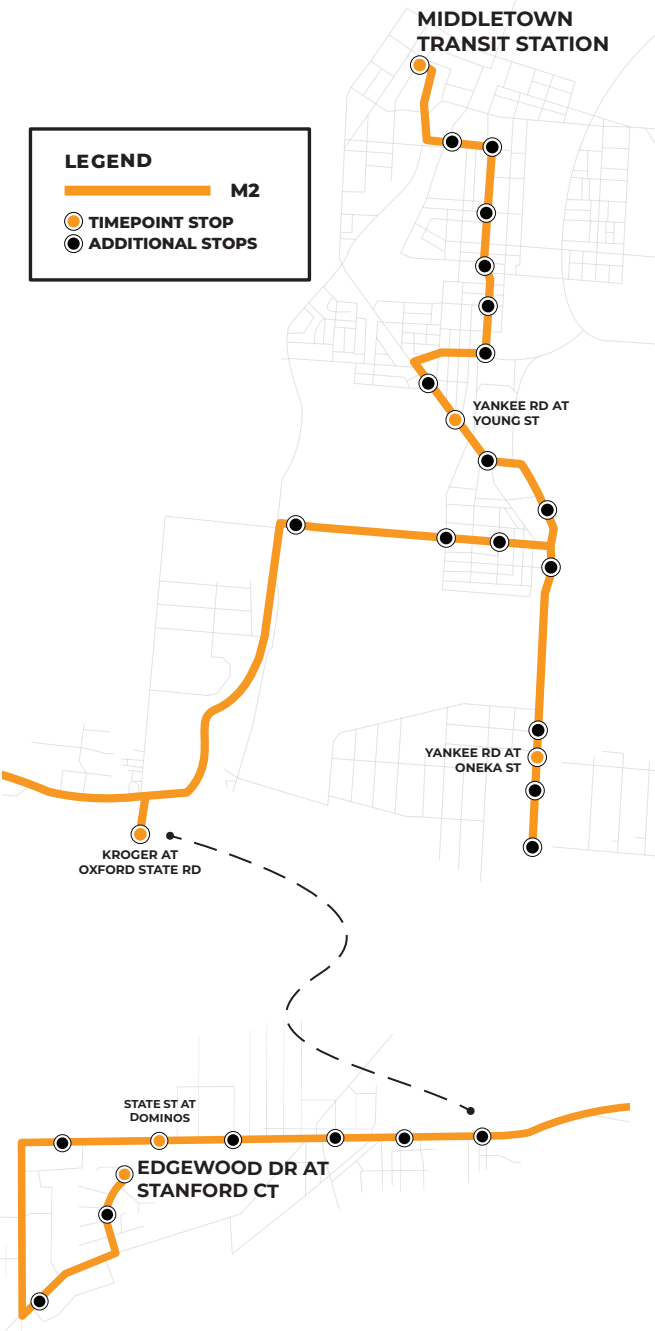 MIDDLETOWN
TRANSIT STATION
LEGEND
M2
TIMEPOINT STOP
ADDITIONAL STOPS
YANKEE RD AT
YOUNG ST
YANKEE RD AT
ONEKA ST
KROGER AT
OXFORD STATE RD
STATE ST AT
DOMINOS
EDGEWOOD DR AT
STANFORD CT